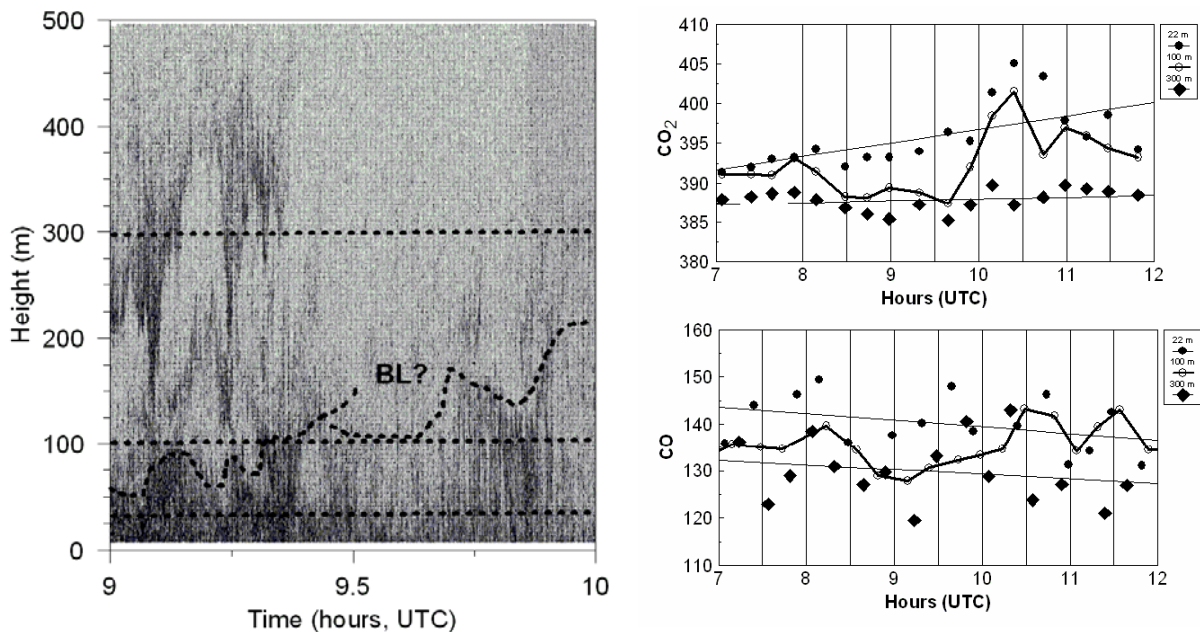 500
400
300
200
100
0
Height (m)
BL?
9
9.5
10
Time (hours, UTC)
410
405
400
395
390
385
380
CO₂
7
8
9
10
11
12
Hours (UTC)
22 m
100 m
300 m
160
150
140
130
120
110
CO
7
8
9
10
11
12
Hours (UTC)
22 m
100 m
300 m